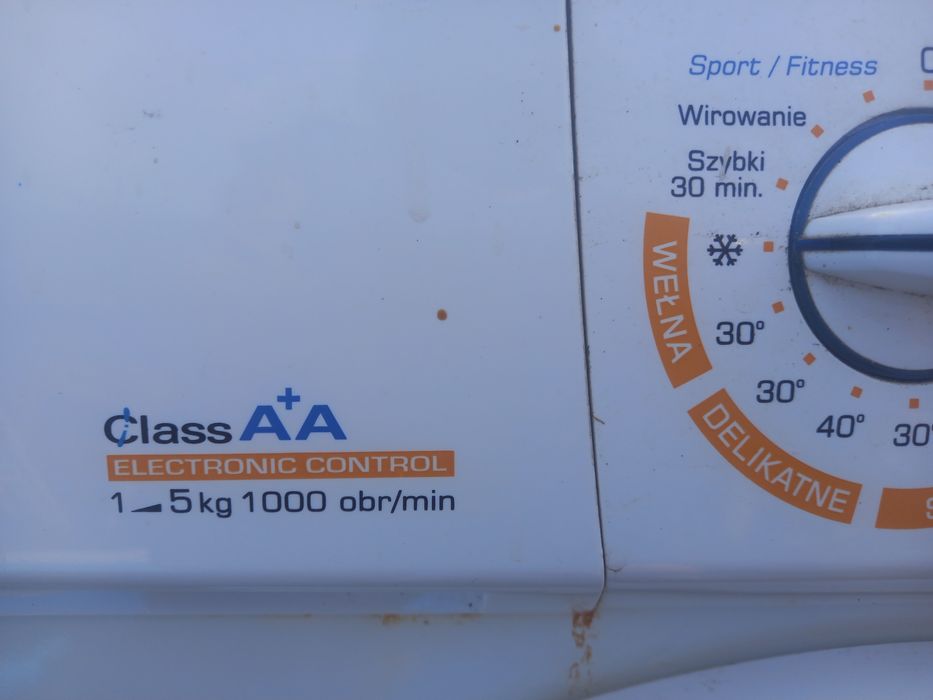 Sport / Fitness
Wirowanie
Szybki
30 min.
WEŁNA
30°
30°
40°
30°
DELIKATNE
Class A+A
ELECTRONIC CONTROL
1 5 kg 1000 obr/min